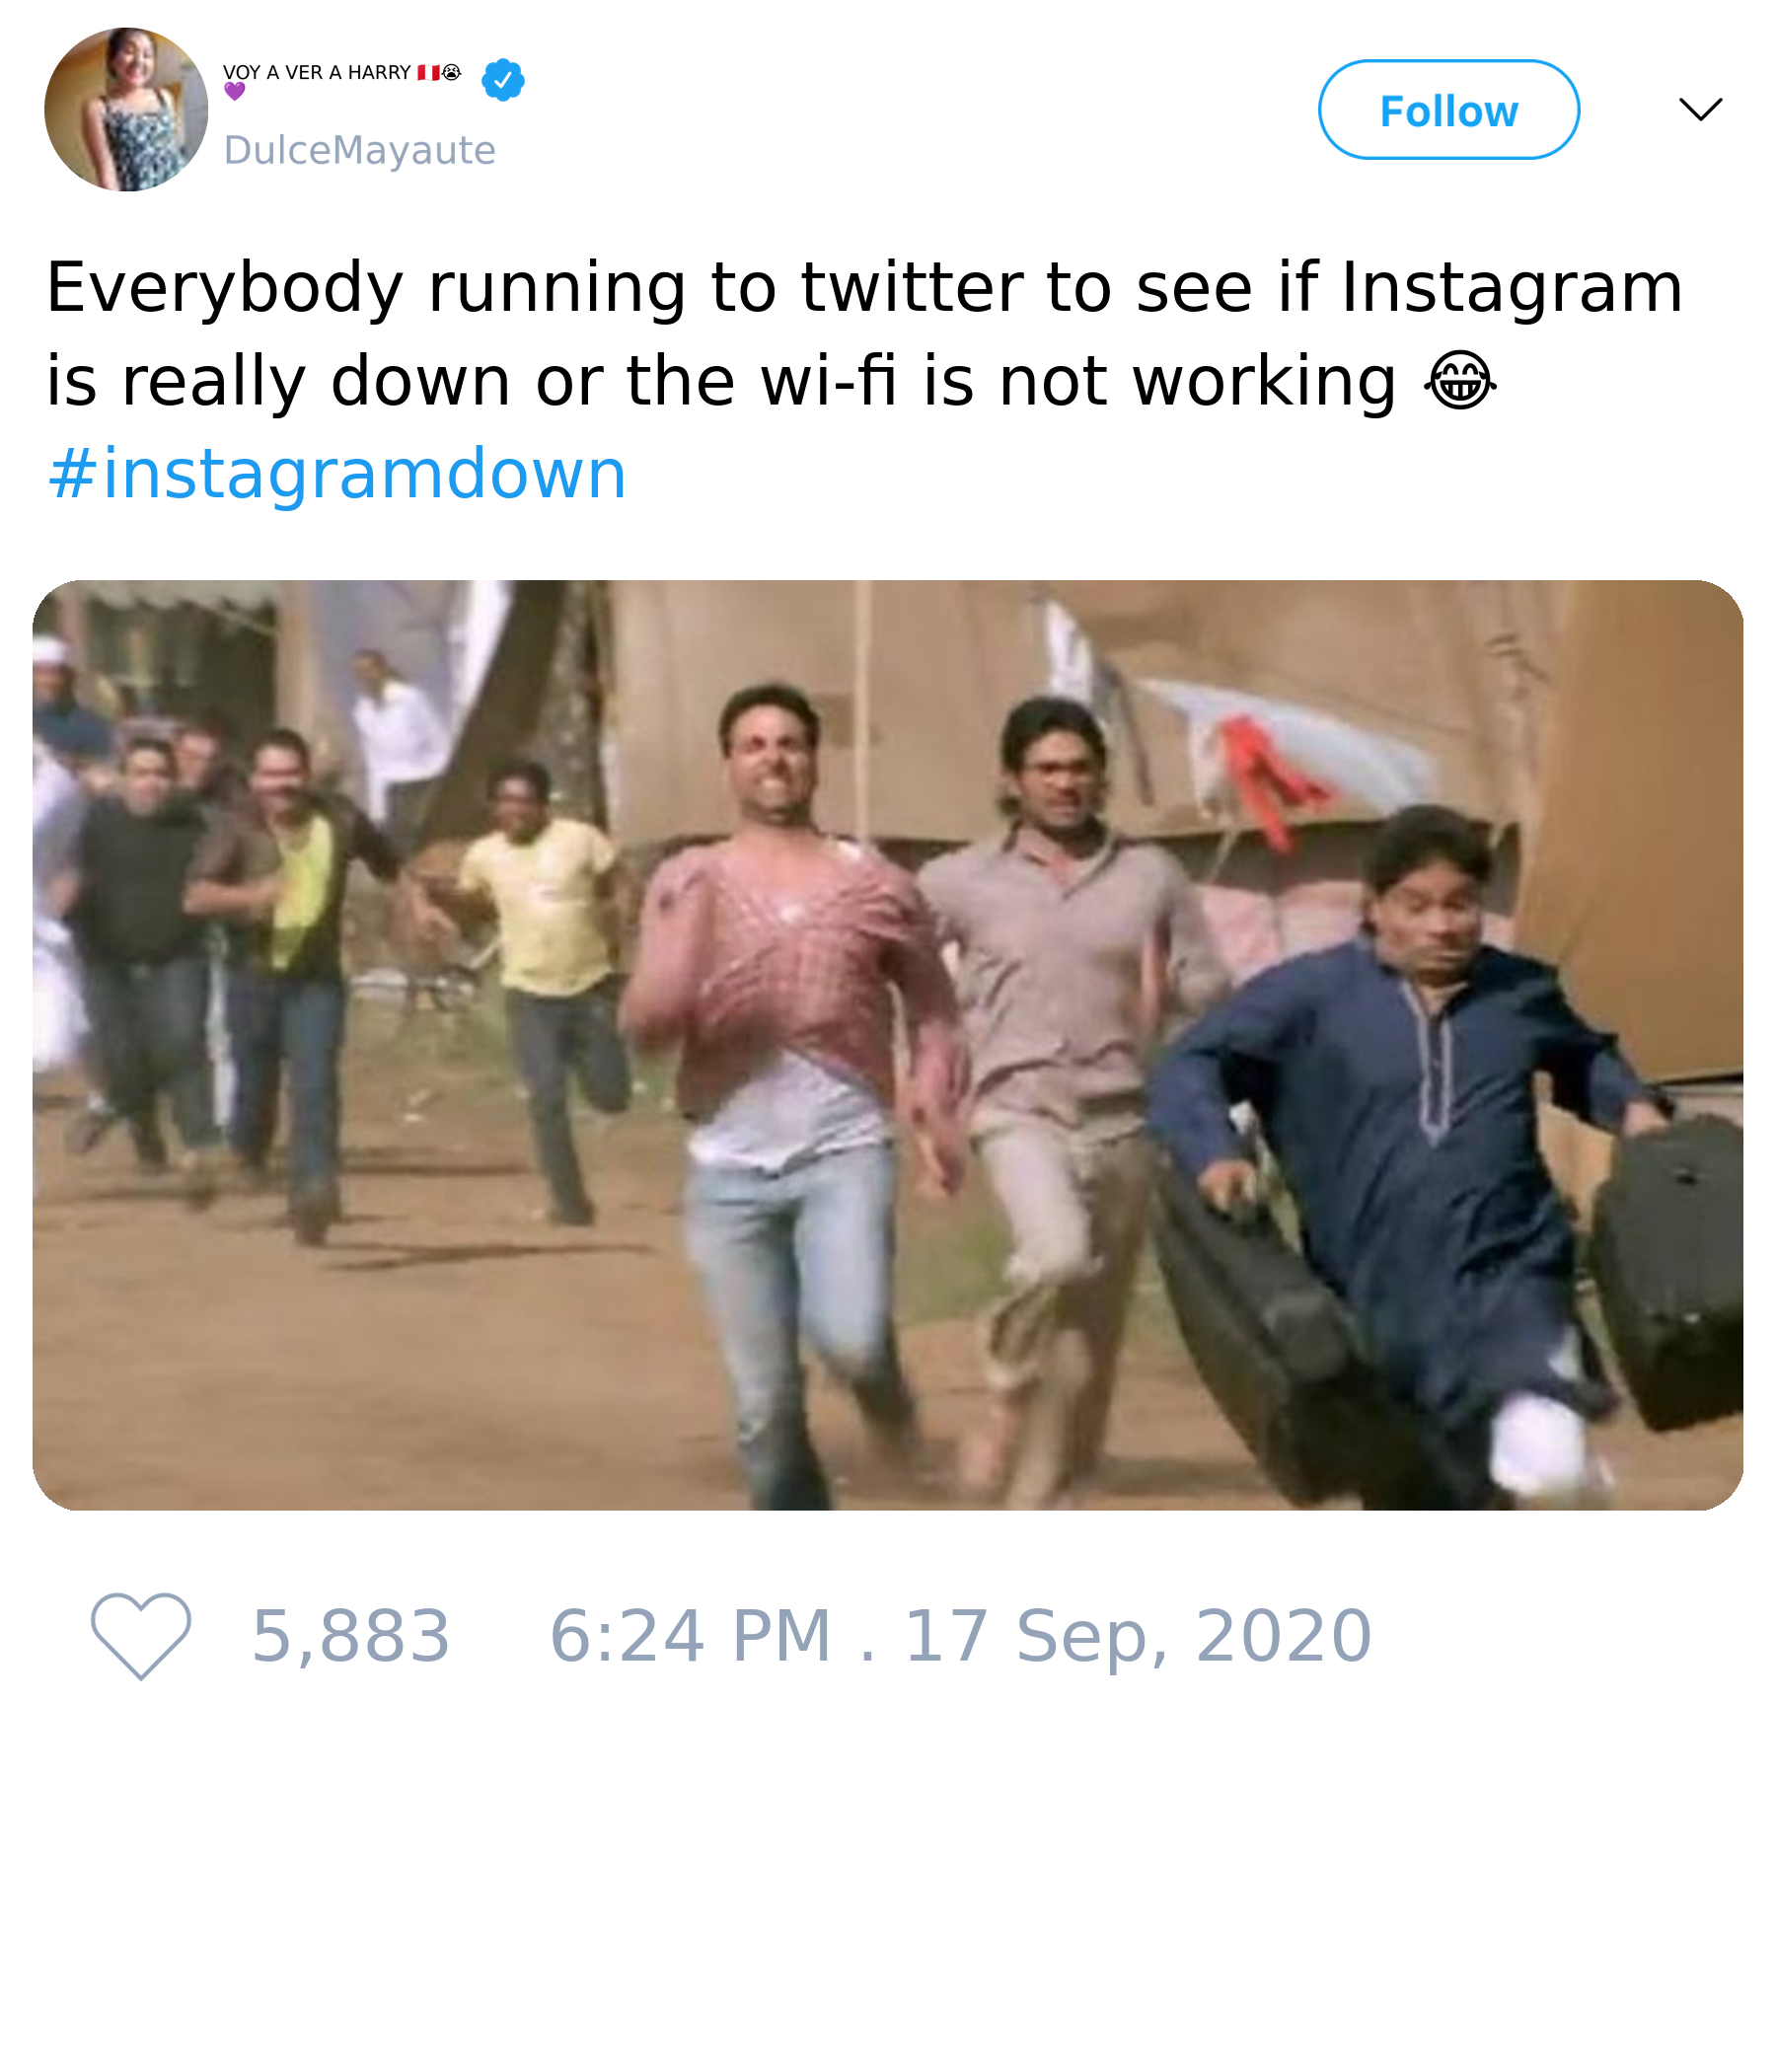 VOY A VER A HARRY 🇵🇪😭
💜
DulceMayaute
Follow
Everybody running to twitter to see if Instagram
is really down or the wi-fi is not working 😂
#instagramdown
5,883
6:24 PM . 17 Sep, 2020